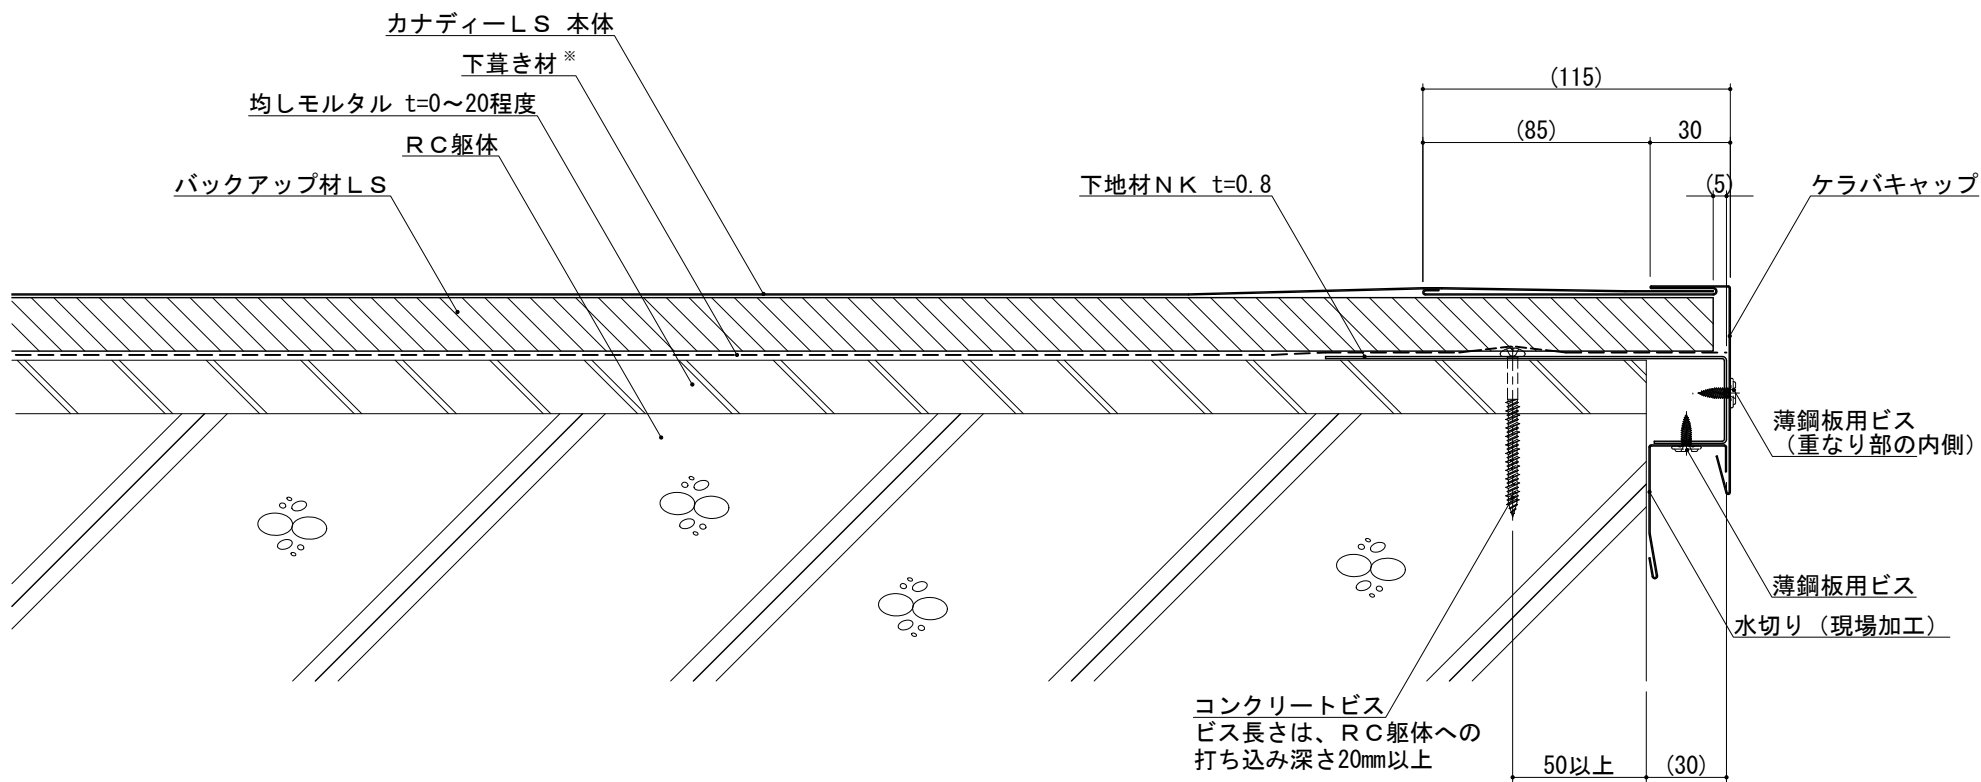 カナディーＬＳ 本体
下葺き材※
均しモルタル t=0～20程度
ＲＣ躯体
バックアップ材ＬＳ
(115)
(85)
30
下地材ＮＫ t=0.8
(5)
ケラバキャップ
薄鋼板用ビス
（重なり部の内側）
薄鋼板用ビス
水切り（現場加工）
コンクリートビス
ビス長さは、ＲＣ躯体への
打ち込み深さ20mm以上
50以上
(30)